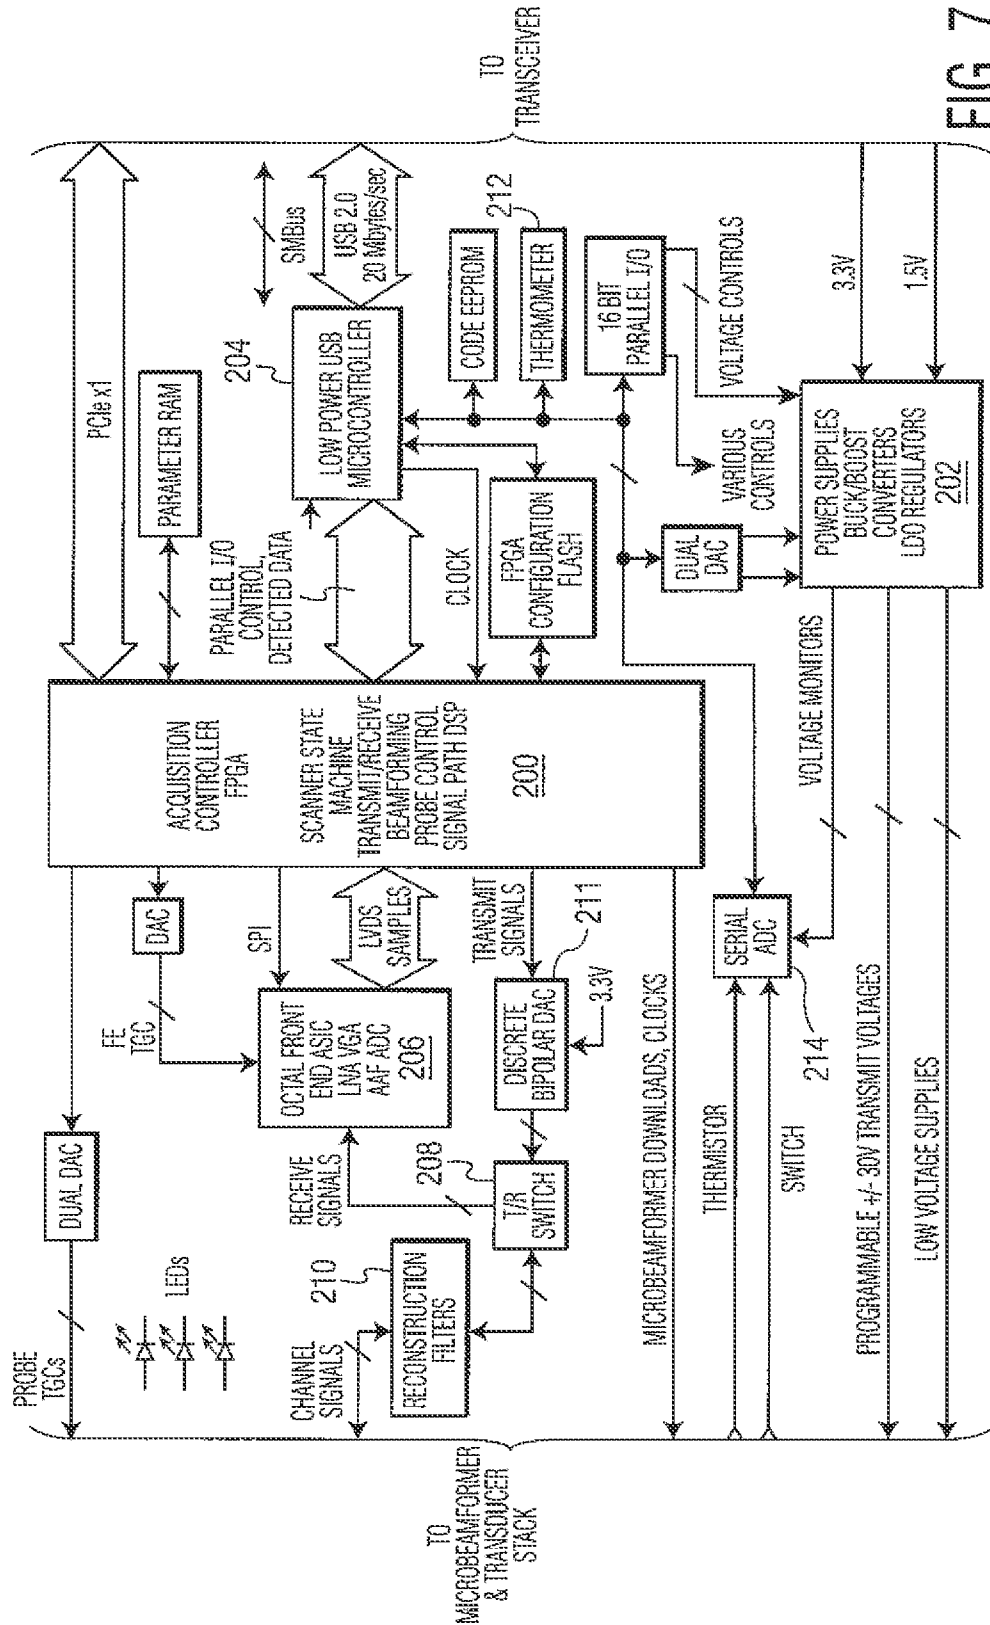 TO
MICROBEAMFORMER
& TRANSDUCER
STACK
PROBE
TGCs
DUAL DAC
LEDs
FE
TGC
DAC
CHANNEL
SIGNALS
210
RECONSTRUCTION
FILTERS
RECEIVE
SIGNALS
208
T/R
SWITCH
SPI
OCTAL FRONT
END ASIC
LNA VGA
AAF ADC
206
LVDS
SAMPLES
TRANSMIT
SIGNALS
DISCRETE
BIPOLAR DAC
211
3.3V
MICROBEAMFORMER DOWNLOADS, CLOCKS
THERMISTOR
SWITCH
SERIAL
ADC
214
PROGRAMMABLE +/- 30V TRANSMIT VOLTAGES
LOW VOLTAGE SUPPLIES
VOLTAGE MONITORS
ACQUISITION
CONTROLLER
FPGA
SCANNER STATE
MACHINE
TRANSMIT/RECEIVE
BEAMFORMING
PROBE CONTROL
SIGNAL PATH DSP
200
PCIe x1
PARAMETER RAM
PARALLEL I/O
CONTROL,
DETECTED DATA
204
LOW POWER USB
MICROCONTROLLER
SMBus
USB 2.0
20 Mbytes/sec
CLOCK
FPGA
CONFIGURATION
FLASH
CODE EEPROM
THERMOMETER
212
16 BIT
PARALLEL I/O
VOLTAGE CONTROLS
VARIOUS
CONTROLS
DUAL
DAC
POWER SUPPLIES
BUCK/BOOST
CONVERTERS
LDO REGULATORS
202
3.3V
1.5V
TO
TRANSCEIVER
FIG. 7